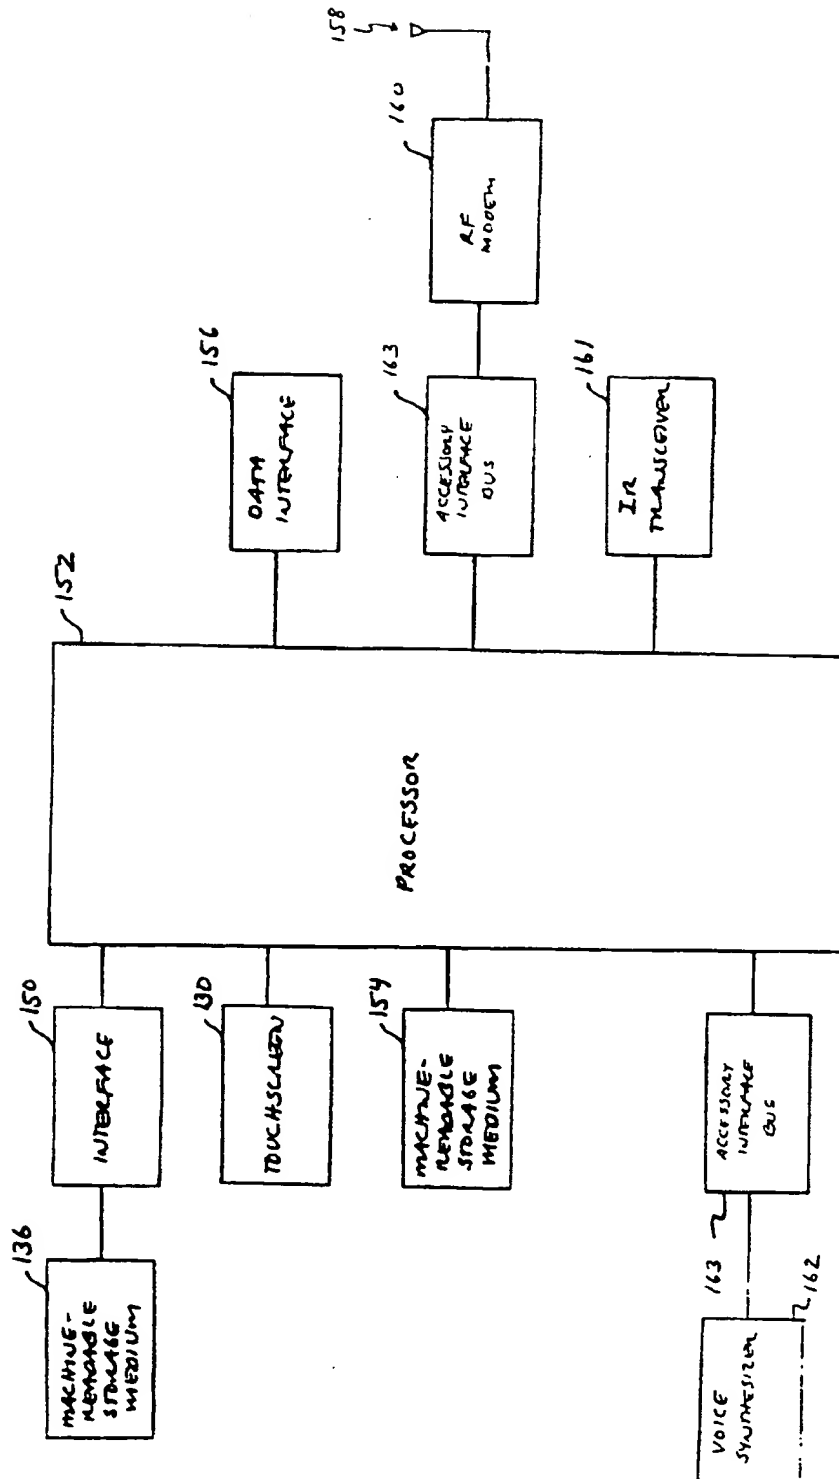 136
MACHINE-
READABLE
STORAGE
MEDIUM
150
INTERFACE
130
TOUCHSCREEN
154
MACHINE-
READABLE
STORAGE
MEDIUM
163
ACCESSORY
INTERFACE
BUS
162
VOICE
SYNTHESIZER
152
PROCESSOR
156
DATA
INTERFACE
163
ACCESSORY
INTERFACE
BUS
161
IR
TRANSCEIVER
160
RF
MODEM
158